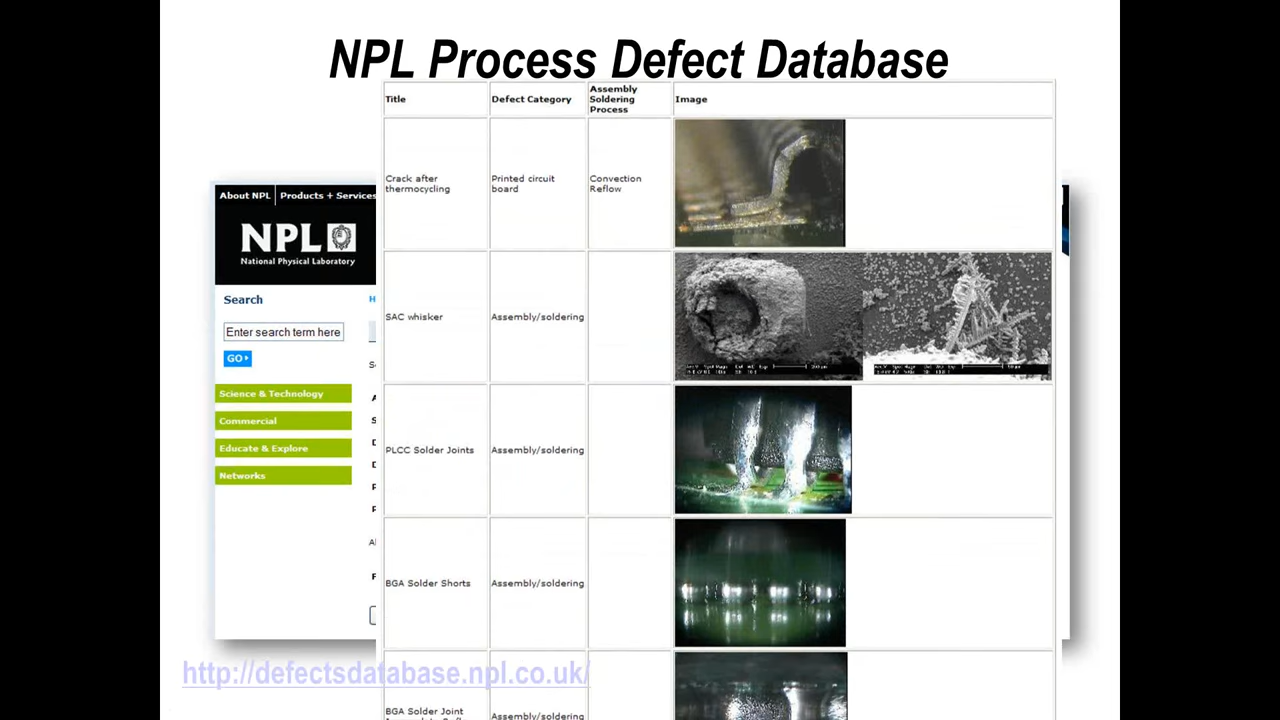 NPL Process Defect Database
Title
Defect Category
Assembly
Soldering
Process
Image
Crack after
thermocycling
Printed circuit
board
Convection
Reflow
SAC whisker
Assembly/soldering
PLCC Solder Joints
Assembly/soldering
BGA Solder Shorts
Assembly/soldering
BGA Solder Joint
Assembly/soldering
About NPL
Products + Services
NPL
National Physical Laboratory
Search
Enter search term here
GO
Science & Technology
Commercial
Educate & Explore
Networks
http://defectsdatabase.npl.co.uk/